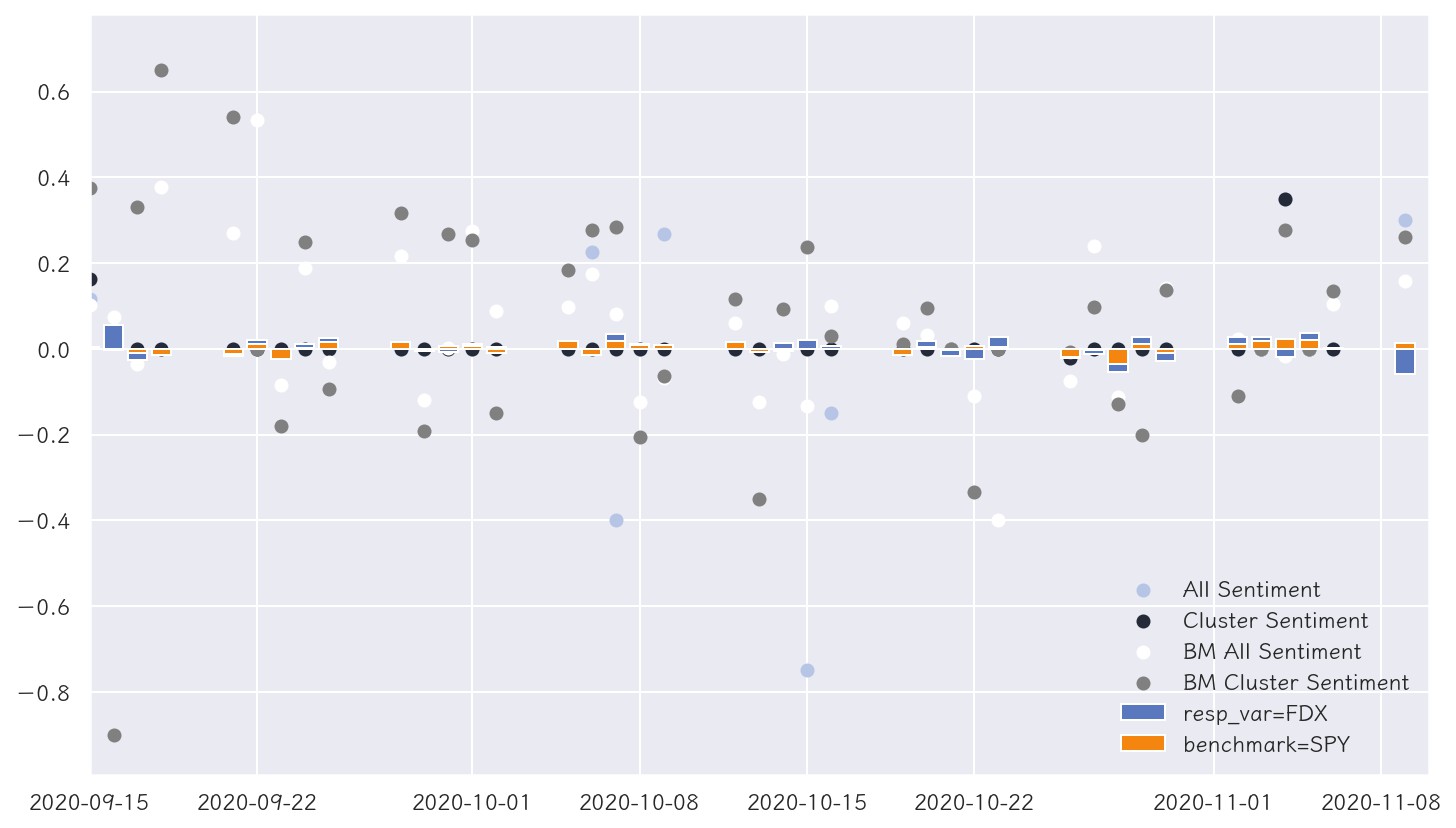 0.6
0.4
0.2
0.0
−0.2
−0.4
−0.6
−0.8
All Sentiment
Cluster Sentiment
BM All Sentiment
BM Cluster Sentiment
resp_var=FDX
benchmark=SPY
2020-09-15 2020-09-22 2020-10-01 2020-10-08 2020-10-15 2020-10-22 2020-11-01 2020-11-08